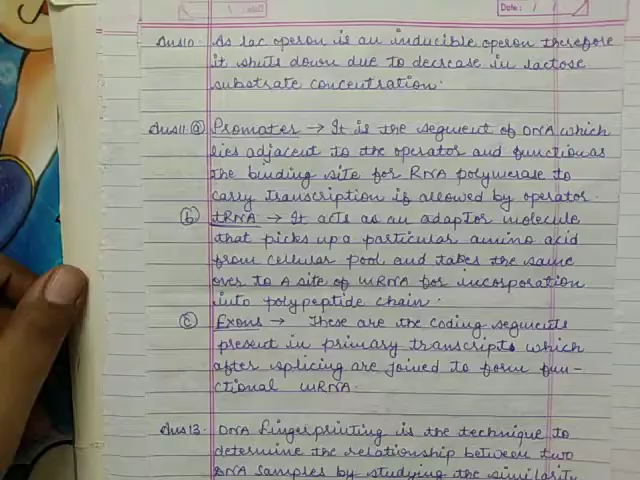 Date: / /
Ans10. As lac operon is an inducible operon therefore
it shuts down due to decrease in lactose
substrate concentration.
Ans11. (a) Promoter → It is the segment of DNA which
lies adjacent to the operator and function as
the binding site for RNA polymerase to
carry transcription is allowed by operator.
(b) tRNA → It acts as an adaptor molecule
that picks up a particular amino acid
from cellular pool and takes the same
over to A site of mRNA for incorporation
into polypeptide chain.
(c) Exons → These are the coding segments
present in primary transcripts which
after splicing are joined to form fun-
ctional mRNA.
Ans13. DNA fingerprinting is the technique to
determine the relationship between two
DNA samples by studying the similarity